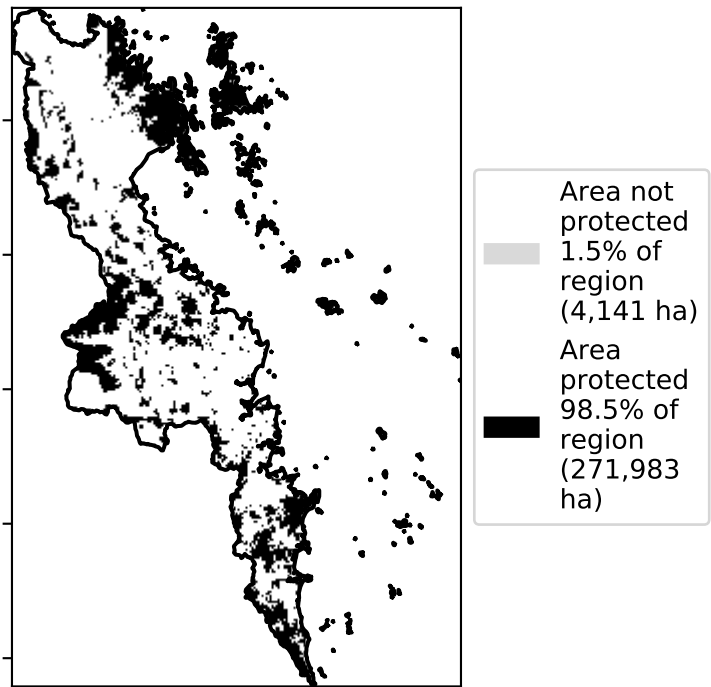 Area not
protected
1.5% of
region
(4,141 ha)
Area
protected
98.5% of
region
(271,983
ha)